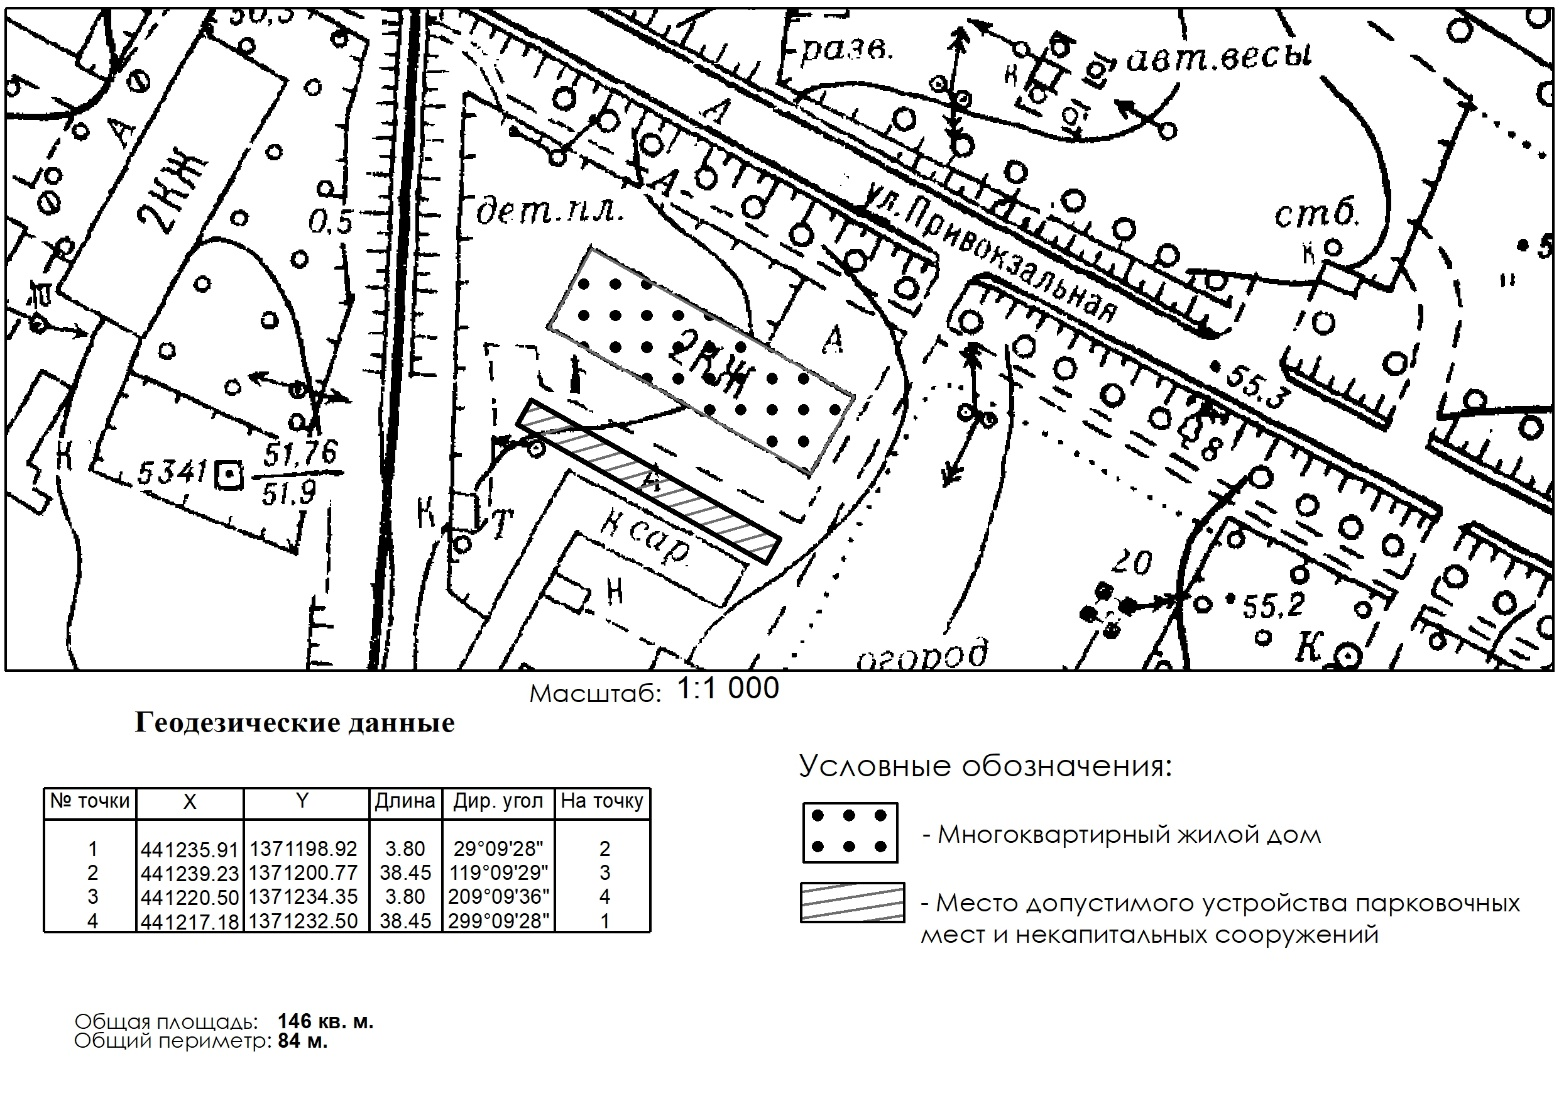 50,5
разв.
К
авт.весы
А
А
2КЖ
0,5
дет.пл.
А
ул.Привокзальная
стб.
К
5
"
2КЖ
А
55.3
18
К
5341
51,76
51.9
К
Т
А
К сар.
Н
20
55,2
К
огород
Масштаб: 1:1 000
Геодезические данные
№ точки X Y Длина Дир. угол На точку
1 441235.91 1371198.92 3.80 29°09'28" 2
2 441239.23 1371200.77 38.45 119°09'29" 3
3 441220.50 1371234.35 3.80 209°09'36" 4
4 441217.18 1371232.50 38.45 299°09'28" 1
Условные обозначения:
- Многоквартирный жилой дом
- Место допустимого устройства парковочных
мест и некапитальных сооружений
Общая площадь: 146 кв. м.
Общий периметр: 84 м.